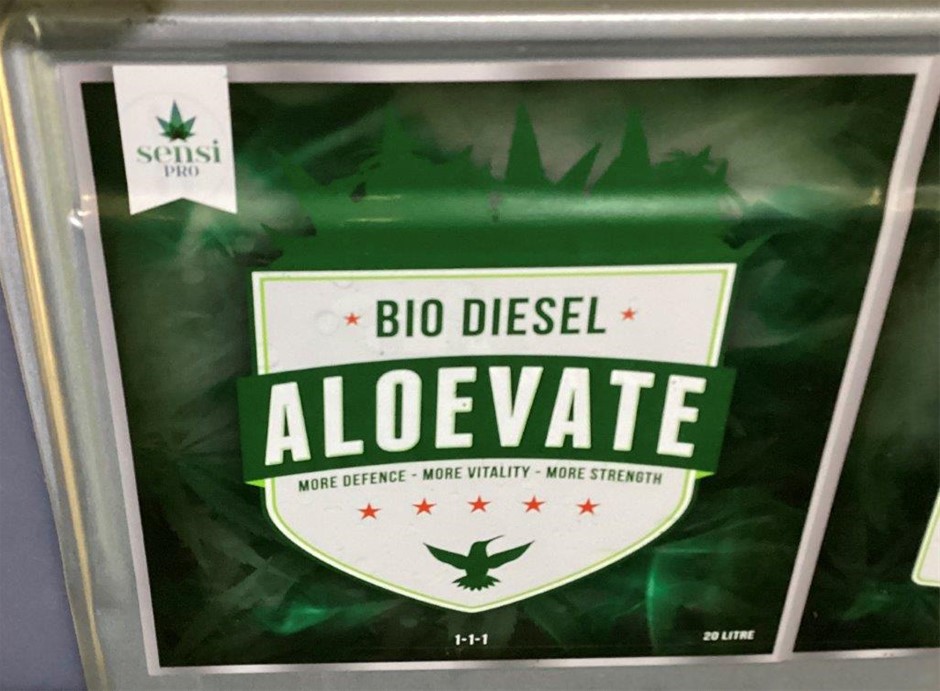 sensi
PRO
BIO DIESEL
ALOEVATE
MORE DEFENCE - MORE VITALITY - MORE STRENGTH
1-1-1
20 LITRE